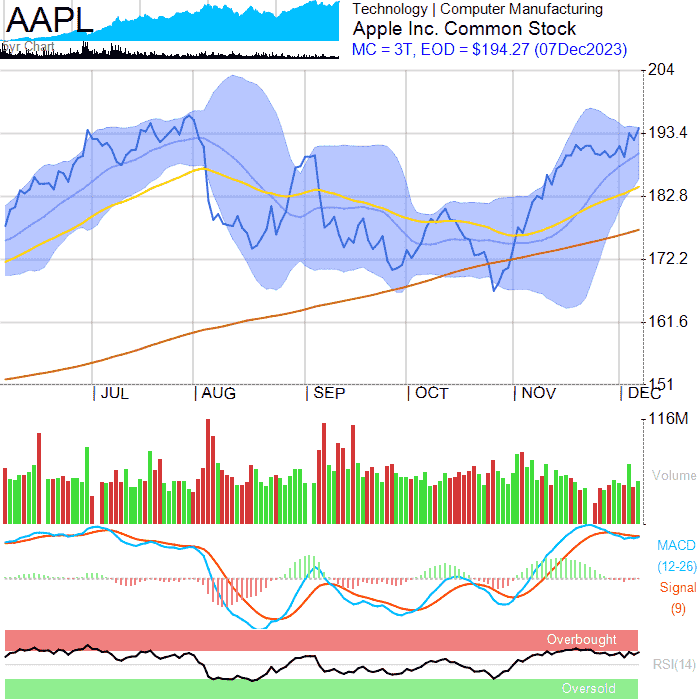 AAPL
Technology | Computer Manufacturing
Apple Inc. Common Stock
MC = 3T, EOD = $194.27 (07Dec2023)
204
193.4
182.8
172.2
161.6
151
JUL
AUG
SEP
OCT
NOV
DEC
116M
Volume
MACD
(12-26)
Signal
(9)
Overbought
RSI(14)
Oversold